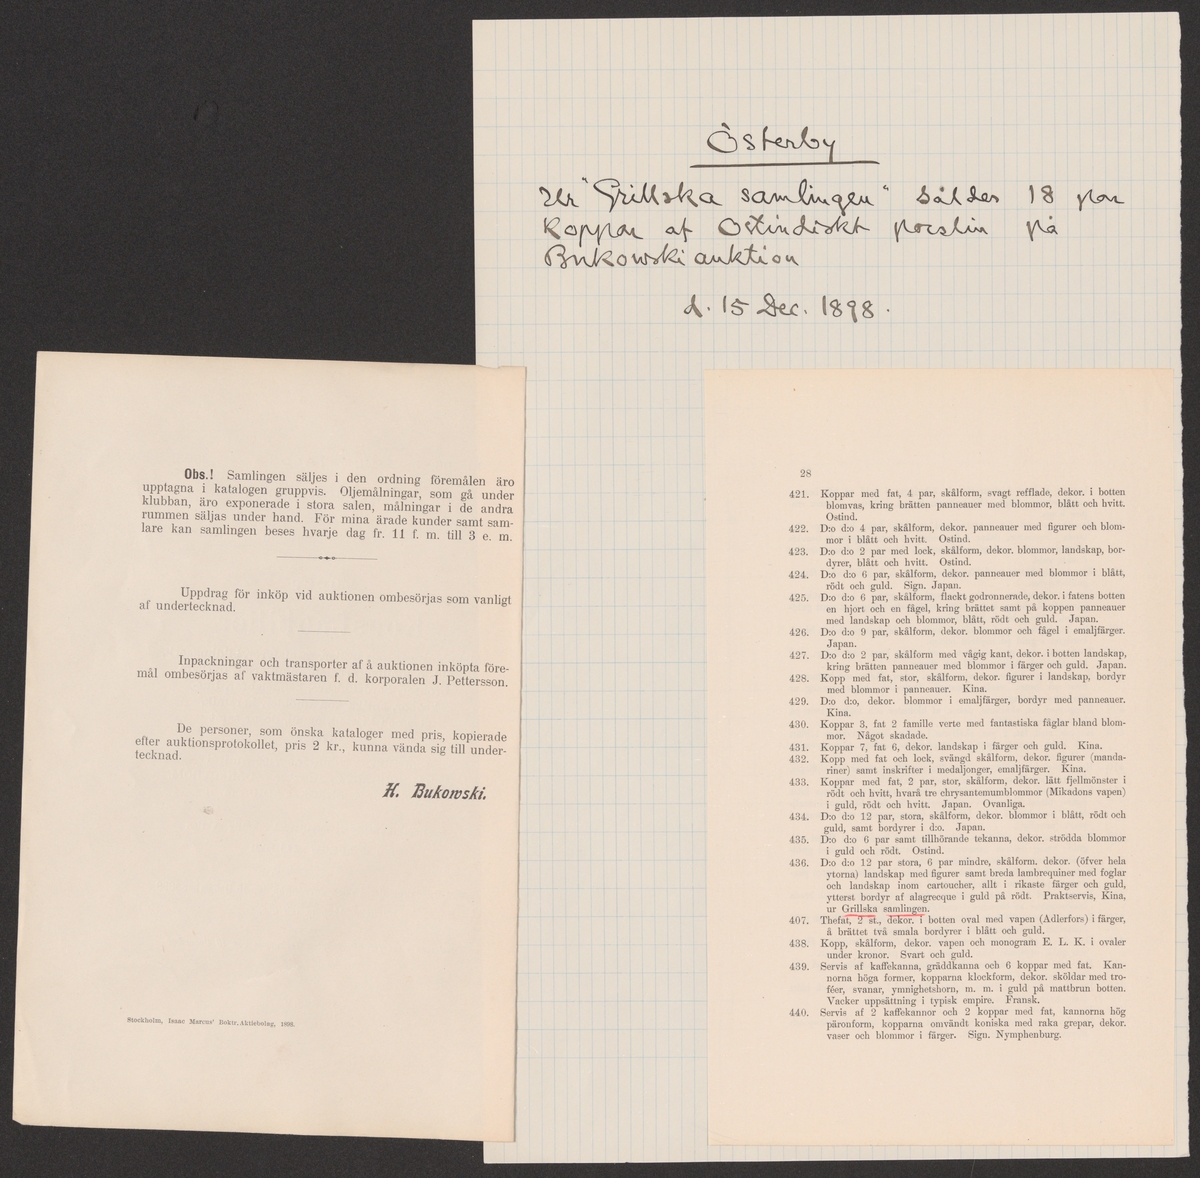 Österby
Ur "Grillska samlingen" såldes 18 par
Koppar af Ostindiskt porslin på
Bukowski auktion
d. 15 Dec. 1898.
Obs.! Samlingen säljes i den ordning föremålen äro
upptagna i katalogen gruppvis. Oljemålningar, som gå under
klubban, äro exponerade i stora salen, målningar i de andra
rummen säljas under hand. För mina ärade kunder samt sam-
lare kan samlingen beses hvarje dag fr. 11 f. m. till 3 e. m.
Uppdrag för inköp vid auktionen ombesörjas som vanligt
af undertecknad.
Inpackningar och transporter af å auktionen inköpta före-
mål ombesörjas af vaktmästaren f. d. korporalen J. Pettersson.
De personer, som önska kataloger med pris, kopierade
efter auktionsprotokollet, pris 2 kr., kunna vända sig till under-
tecknad.
H. Bukowski.
Stockholm, Isaac Marcus' Boktr. Aktiebolag, 1898.
28
421. Koppar med fat, 4 par, skålform, svagt refflade, dekor. i botten
blomvas, kring brätten panneauer med blommor, blått och hvitt.
Ostind.
422. D:o d:o 4 par, skålform, dekor. panneauer med figurer och blom-
mor i blått och hvitt. Ostind.
423. D:o d:o 2 par med lock, skålform, dekor. blommor, landskap, bor-
dyrer, blått och hvitt. Ostind.
424. D:o d:o 6 par, skålform, dekor. panneauer med blommor i blått,
rödt och guld. Sign. Japan.
425. D:o d:o 6 par, skålform, flackt godronnerade, dekor. i fatens botten
en hjort och en fågel, kring brättet samt på koppen panneauer
med landskap och blommor, blått, rödt och guld. Japan.
426. D:o d:o 9 par, skålform, dekor. blommor och fågel i emaljfärger.
Japan.
427. D:o d:o 2 par, skålform med vågig kant, dekor. i botten landskap,
kring brätten panneauer med blommor i färger och guld. Japan.
428. Kopp med fat, stor, skålform, dekor. figurer i landskap, bordyr
med blommor i panneauer. Kina.
429. D:o d:o, dekor. blommor i emaljfärger, bordyr med panneauer.
Kina.
430. Koppar 3, fat 2 famille verte med fantastiska fåglar bland blom-
mor. Något skadade.
431. Koppar 7, fat 6, dekor. landskap i färger och guld. Kina.
432. Kopp med fat och lock, svängd skålform, dekor. figurer (manda-
riner) samt inskrifter i medaljonger, emaljfärger. Kina.
433. Koppar med fat, 2 par, stor, skålform, dekor. lätt fjellmönster i
rödt och hvitt, hvarå tre chrysantemumblommor (Mikadons vapen)
i guld, rödt och hvitt. Japan. Ovanliga.
434. D:o d:o 12 par, stora, skålform, dekor. blommor i blått, rödt och
guld, samt bordyrer i d:o. Japan.
435. D:o d:o 6 par samt tillhörande tekanna, dekor. strödda blommor
i guld och rödt. Ostind.
436. D:o d:o 12 par stora, 6 par mindre, skålform. dekor. (öfver hela
ytorna) landskap med figurer samt breda lambrequiner med foglar
och landskap inom cartoucher, allt i rikaste färger och guld,
ytterst bordyr af alagrecque i guld på rödt. Praktservis, Kina,
ur Grillska samlingen.
407. Thefat, 2 st., dekor. i botten oval med vapen (Adlerfors) i färger,
å brättet två smala bordyrer i blått och guld.
438. Kopp, skålform, dekor. vapen och monogram E. L. K. i ovaler
under kronor. Svart och guld.
439. Servis af kaffekanna, gräddkanna och 6 koppar med fat. Kan-
norna höga former, kopparna klockform, dekor. sköldar med tro-
féer, svanar, ymnighetshorn, m. m. i guld på mattbrun botten.
Vacker uppsättning i typisk empire. Fransk.
440. Servis af 2 kaffekannor och 2 koppar med fat, kannorna hög
päronform, kopparna omvändt koniska med raka grepar, dekor.
vaser och blommor i färger. Sign. Nymphenburg.